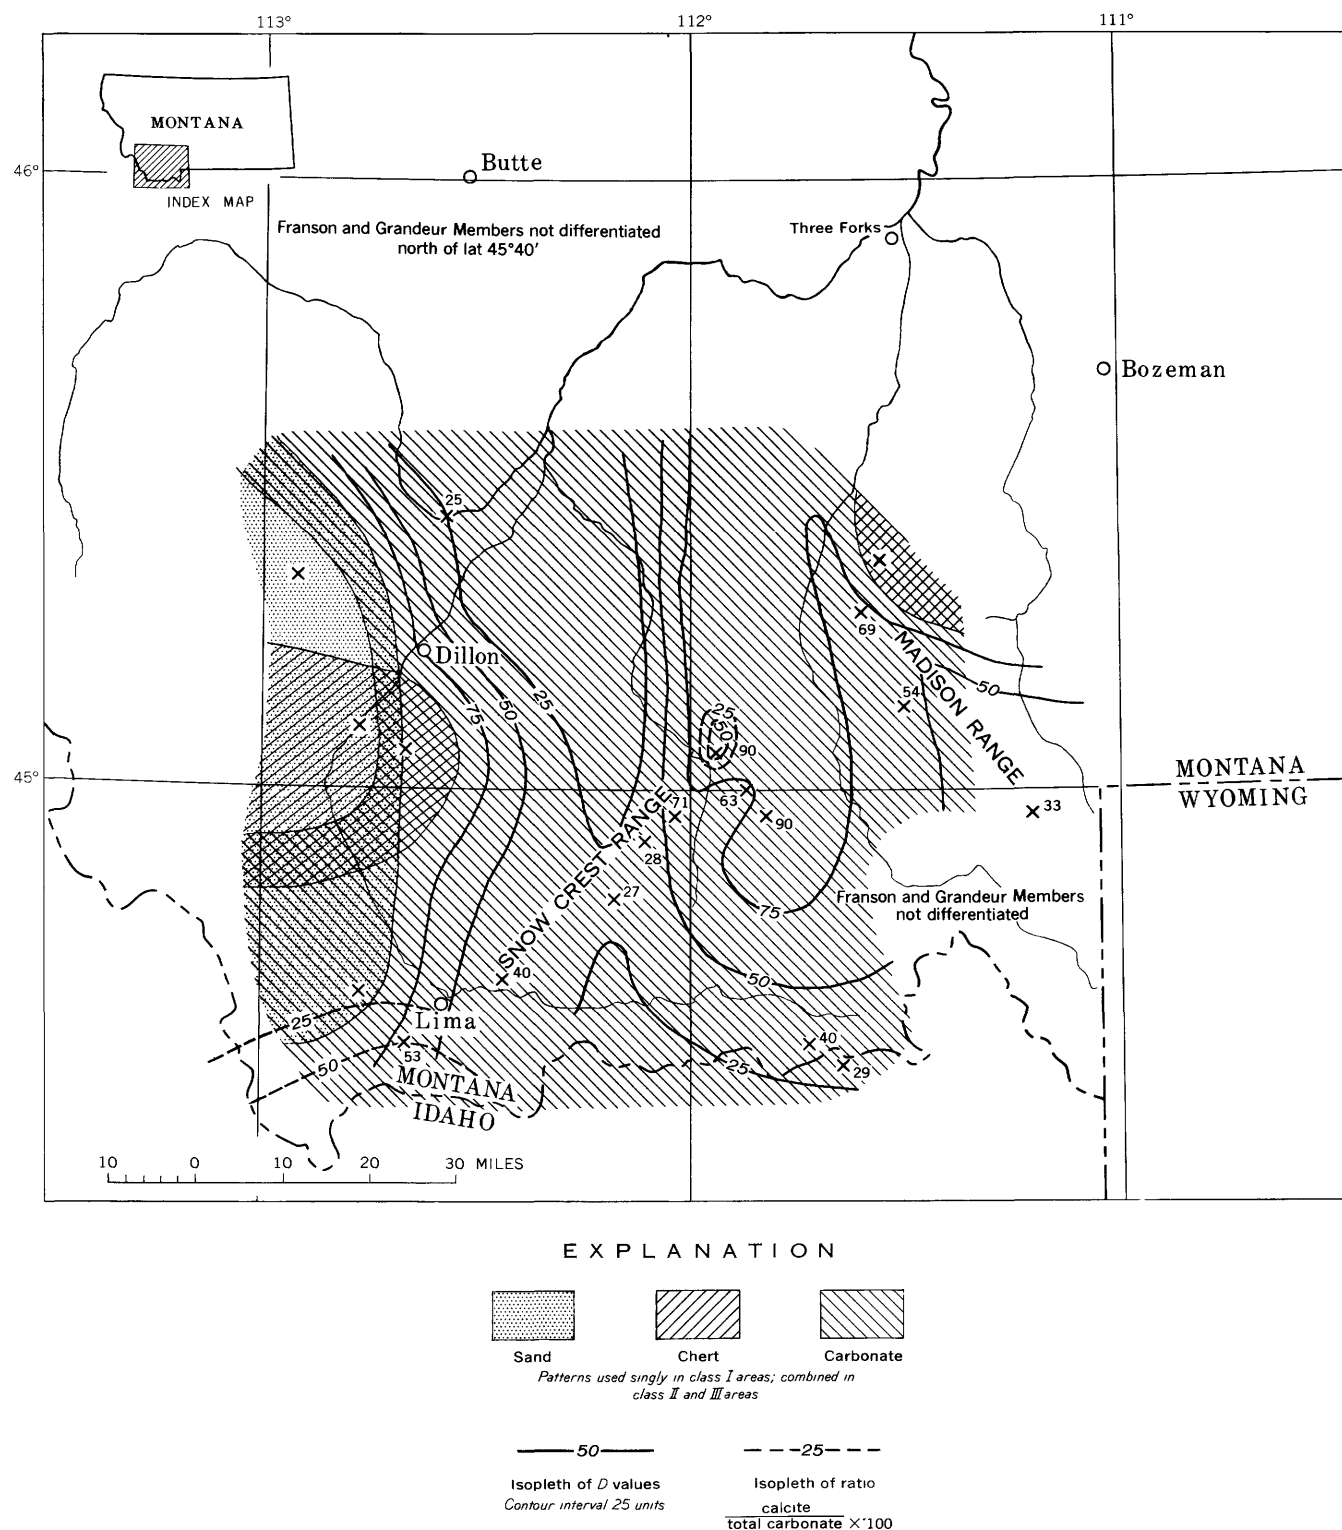 113°
112°
111°
MONTANA
46°
Butte
INDEX MAP
Franson and Grandeur Members not differentiated
north of lat 45°40′
Three Forks
Bozeman
25
69
Dillon
MADISON RANGE
54
50
75
50
25
25
50
90
45°
MONTANA
WYOMING
71
63
90
33
28
SNOW CREST RANGE
27
75
Franson and Grandeur Members
not differentiated
40
50
25
Lima
53
50
40
25
29
MONTANA
IDAHO
10 0 10 20 30 MILES
EXPLANATION
Sand
Chert
Carbonate
Patterns used singly in class I areas; combined in
class II and III areas
50
25
Isopleth of D values
Contour interval 25 units
Isopleth of ratio
calcite
total carbonate × 100